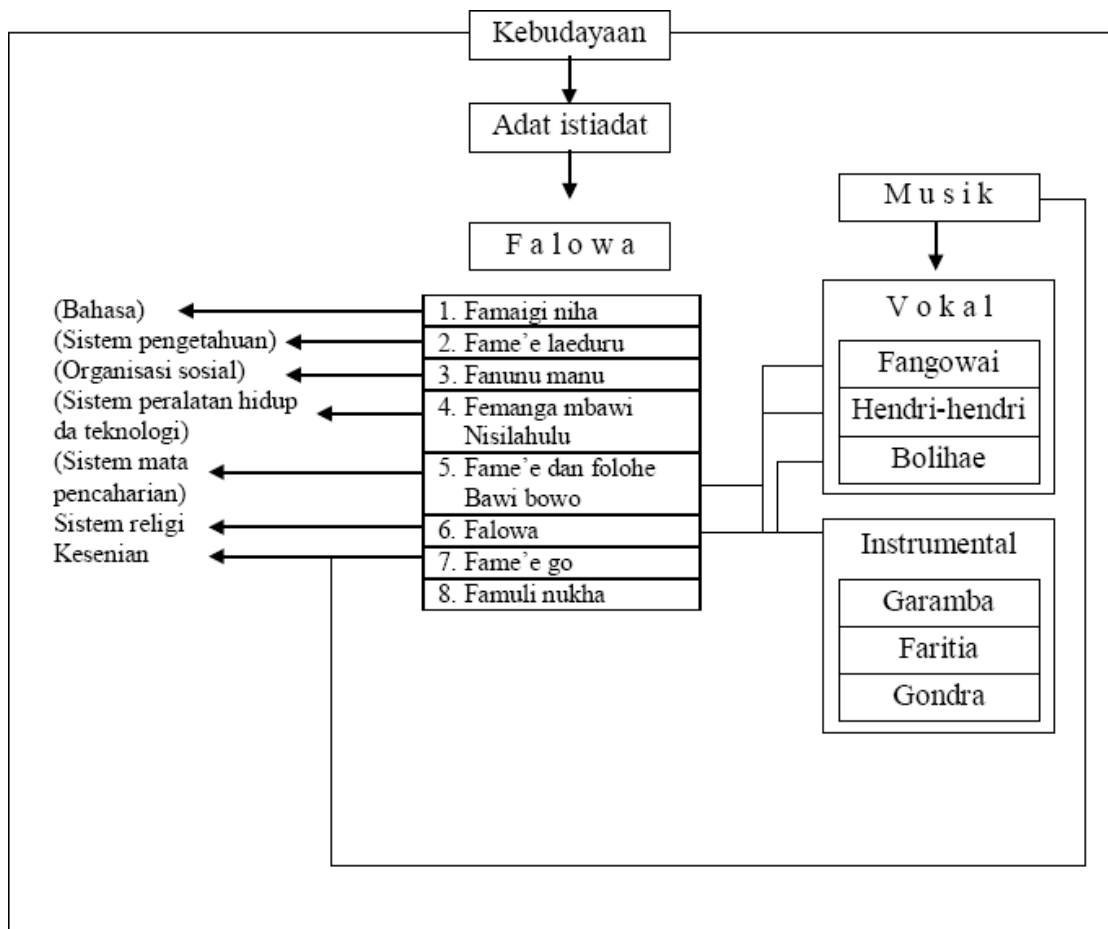 Kebudayaan
Adat istiadat
F a l o w a
(Bahasa)
(Sistem pengetahuan)
(Organisasi sosial)
(Sistem peralatan hidup
da teknologi)
(Sistem mata
pencaharian)
Sistem religi
Kesenian
1. Famaigi niha
2. Fame’e laeduru
3. Fanunu manu
4. Femanga mbawi
Nisilahulu
5. Fame’e dan folohe
Bawi bowo
6. Falowa
7. Fame’e go
8. Famuli nukha
M u s i k
V o k a l
Fangowai
Hendri-hendri
Bolihae
Instrumental
Garamba
Faritia
Gondra